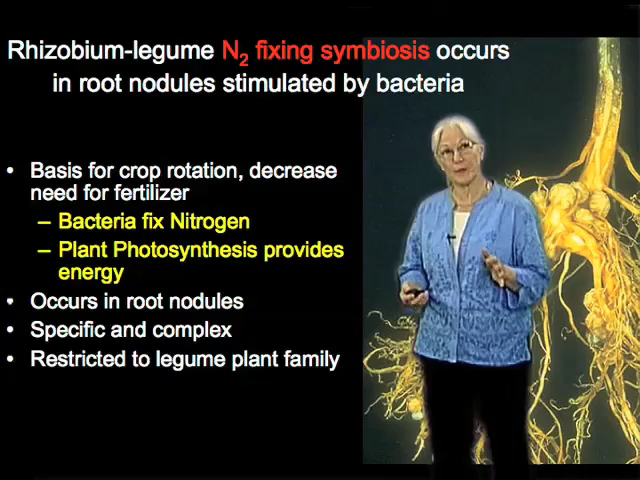 Rhizobium-legume N₂ fixing symbiosis occurs
in root nodules stimulated by bacteria
• Basis for crop rotation, decrease
need for fertilizer
– Bacteria fix Nitrogen
– Plant Photosynthesis provides
energy
• Occurs in root nodules
• Specific and complex
• Restricted to legume plant family